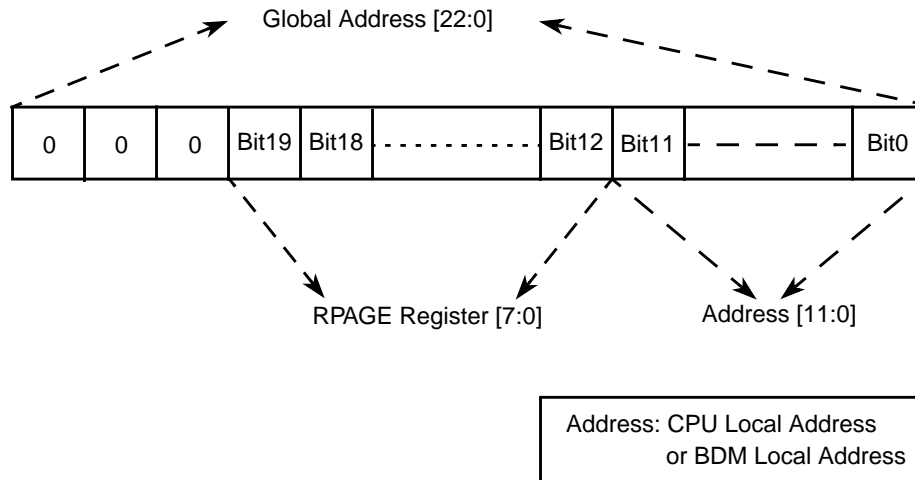 Global Address [22:0]
0 0 0 Bit19 Bit18 Bit12 Bit11 Bit0
RPAGE Register [7:0] Address [11:0]
Address: CPU Local Address
or BDM Local Address